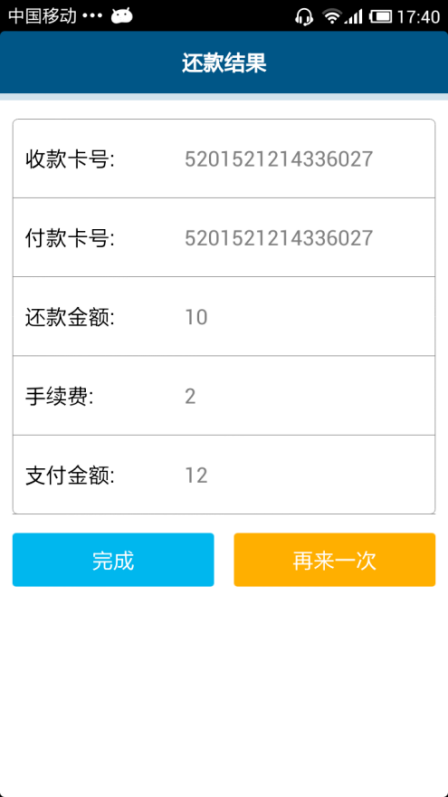 中国移动 ••• 17:40
还款结果
收款卡号: 5201521214336027
付款卡号: 5201521214336027
还款金额: 10
手续费: 2
支付金额: 12
完成 再来一次